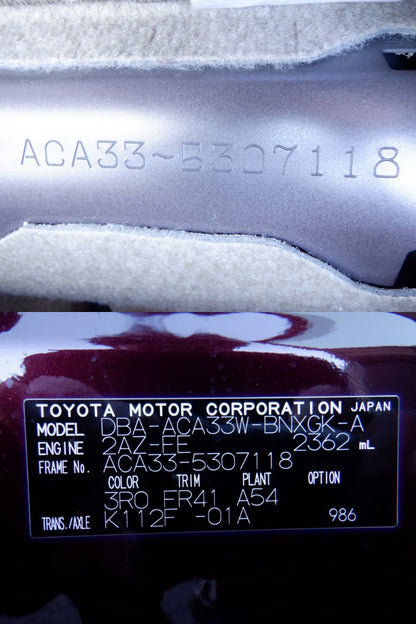 ACA33-5307118
TOYOTA MOTOR CORPORATION JAPAN
MODEL DBA-ACA33W-BNXGK-A
ENGINE 2AZ-FE 2362 mL
FRAME No. ACA33-5307118
COLOR TRIM PLANT OPTION
3R0 FR41 A54
TRANS./AXLE K112F -01A 986